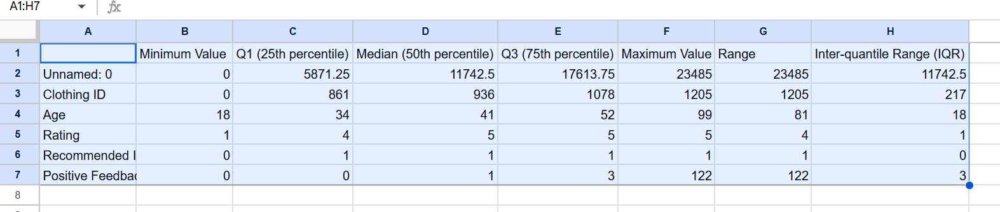 A1:H7 fx
A B C D E F G H
1 Minimum Value Q1 (25th percentile) Median (50th percentile) Q3 (75th percentile) Maximum Value Range Inter-quantile Range (IQR)
2 Unnamed: 0 0 5871.25 11742.5 17613.75 23485 23485 11742.5
3 Clothing ID 0 861 936 1078 1205 1205 217
4 Age 18 34 41 52 99 81 18
5 Rating 1 4 5 5 5 4 1
6 Recommended I 0 1 1 1 1 1 0
7 Positive Feedbac 0 0 1 3 122 122 3
8